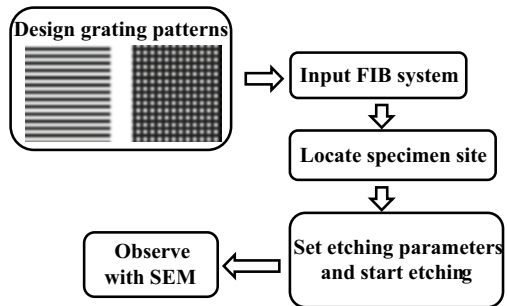 Design grating patterns
Input FIB system
Locate specimen site
Set etching parameters
and start etching
Observe
with SEM